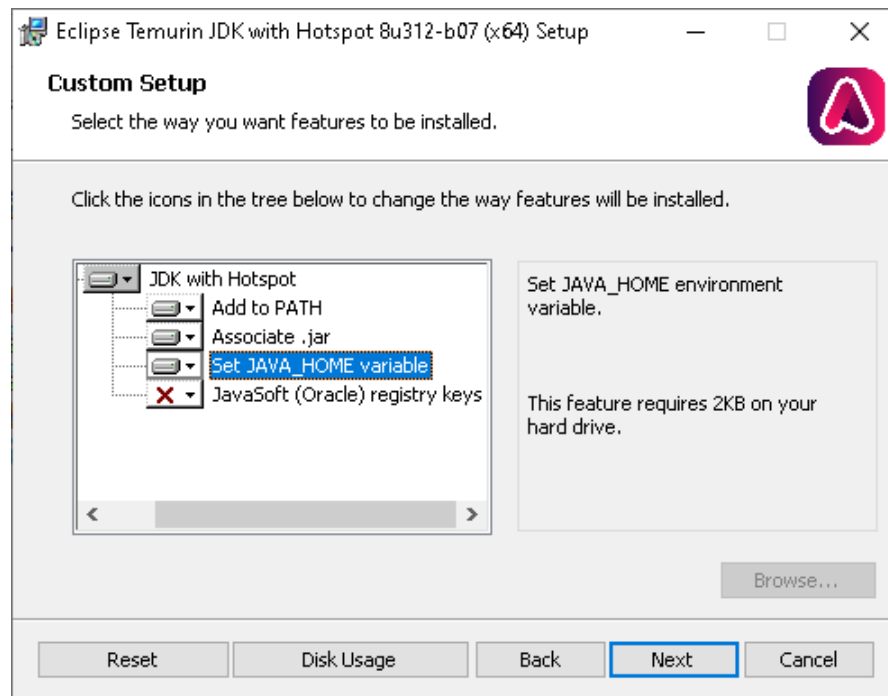 Eclipse Temurin JDK with Hotspot 8u312-b07 (x64) Setup
Custom Setup
Select the way you want features to be installed.
Click the icons in the tree below to change the way features will be installed.
JDK with Hotspot
Add to PATH
Associate .jar
Set JAVA_HOME variable
JavaSoft (Oracle) registry keys
Set JAVA_HOME environment
variable.
This feature requires 2KB on your
hard drive.
Browse...
Reset
Disk Usage
Back
Next
Cancel